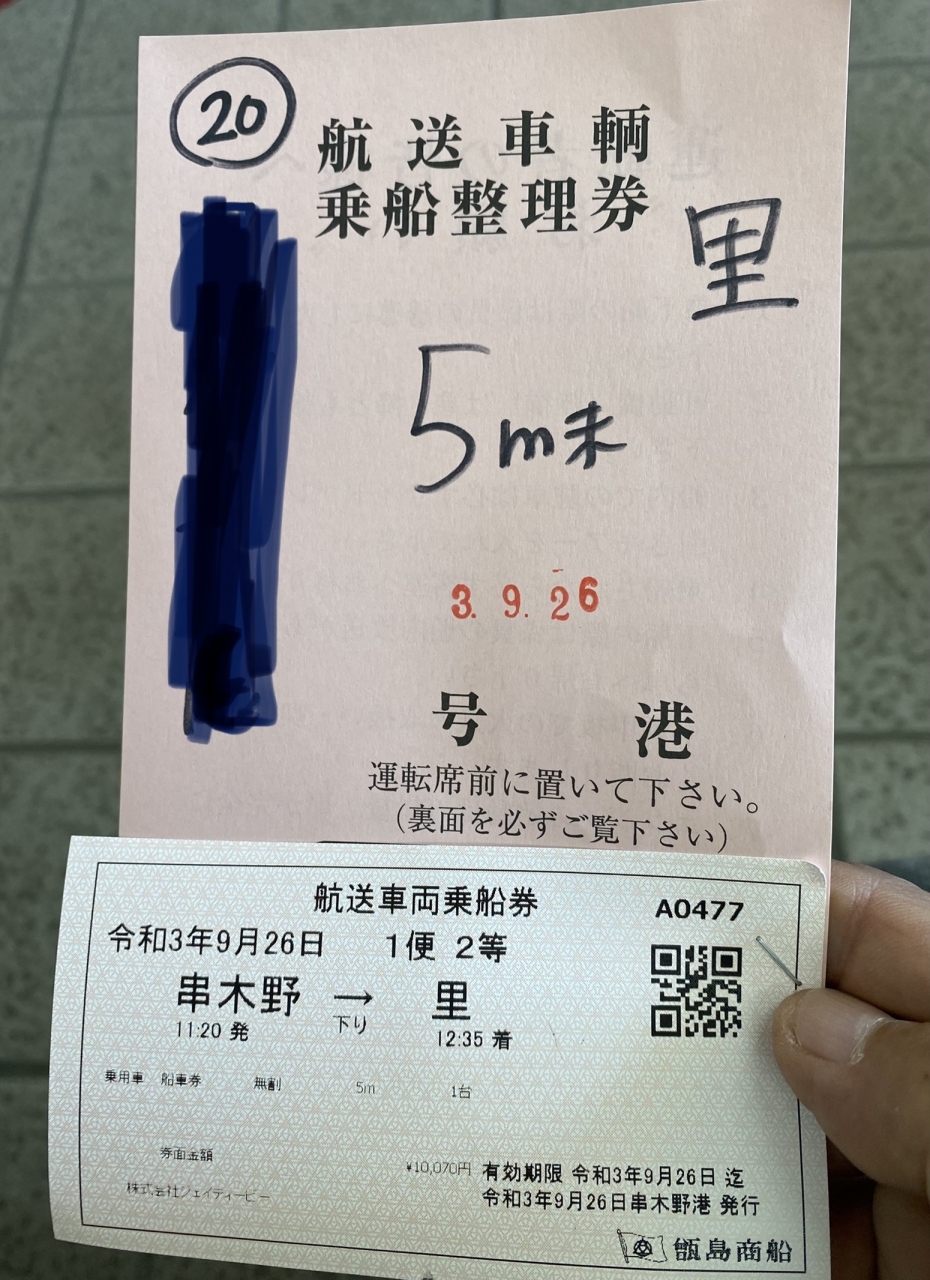 20
航送車輌
乗船整理券
里
5m未
3. 9. 26
号 港
運転席前に置いて下さい。
(裏面を必ずご覧下さい)
航送車両乗船券 A0477
令和3年9月26日 1便 2等
串木野 → 里
11:20 発 下り 12:35 着
乗用車 船車券 無割 5m 1台
券面金額 ¥10,070円 有効期限 令和3年9月26日 迄
株式会社ジェイティービー 令和3年9月26日串木野港 発行
甑島商船